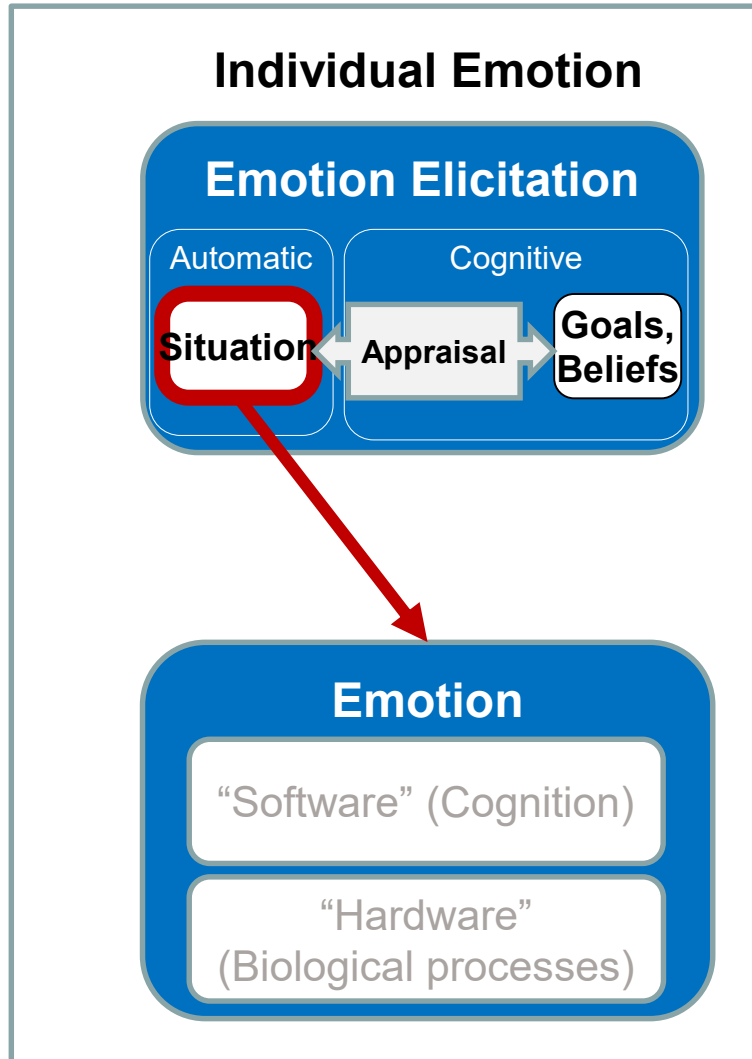 Individual Emotion
Emotion Elicitation
Automatic
Cognitive
Situation
Appraisal
Goals,
Beliefs
Emotion
“Software” (Cognition)
“Hardware”
(Biological processes)